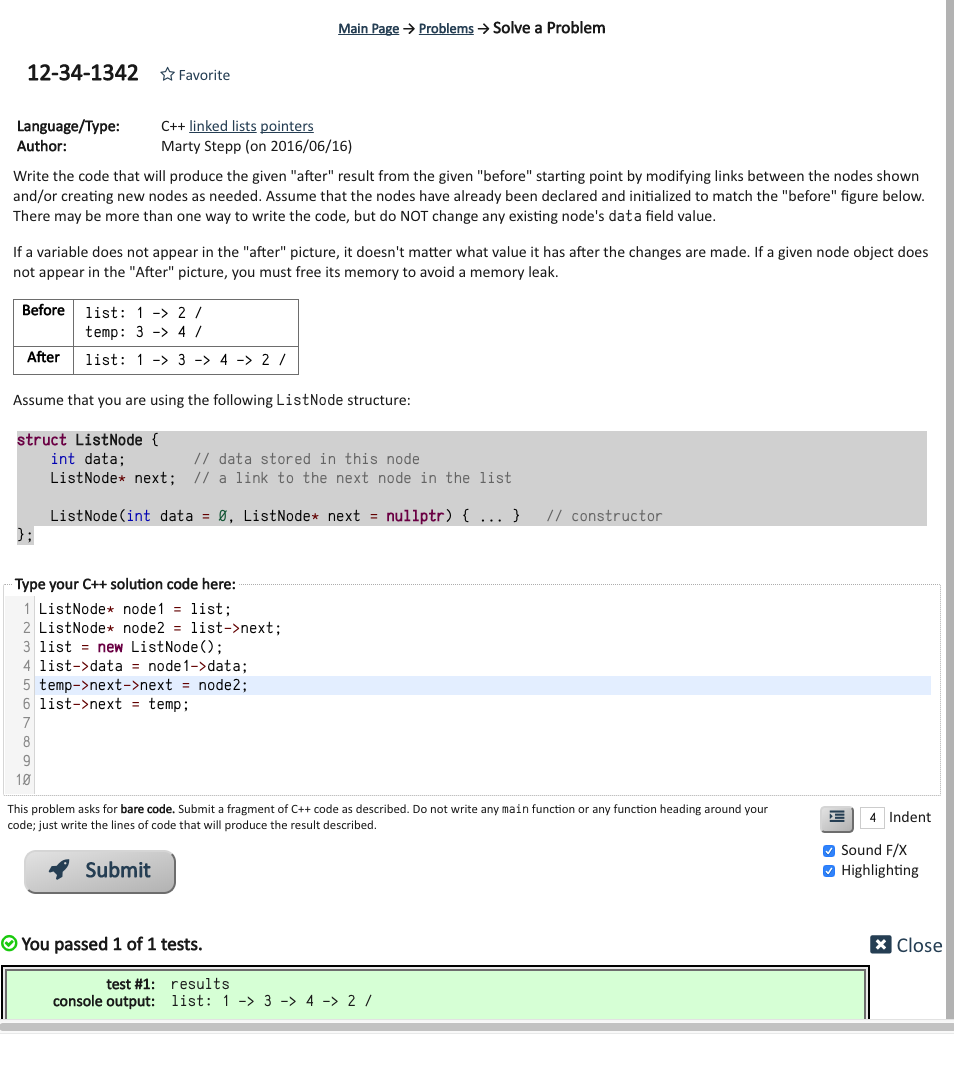 Main Page → Problems → Solve a Problem
12-34-1342 ☆ Favorite
Language/Type: C++ linked lists pointers
Author: Marty Stepp (on 2016/06/16)
Write the code that will produce the given "after" result from the given "before" starting point by modifying links between the nodes shown
and/or creating new nodes as needed. Assume that the nodes have already been declared and initialized to match the "before" figure below.
There may be more than one way to write the code, but do NOT change any existing node's data field value.
If a variable does not appear in the "after" picture, it doesn't matter what value it has after the changes are made. If a given node object does
not appear in the "After" picture, you must free its memory to avoid a memory leak.
Before list: 1 -> 2 /
temp: 3 -> 4 /
After list: 1 -> 3 -> 4 -> 2 /
Assume that you are using the following ListNode structure:
struct ListNode {
    int data;        // data stored in this node
    ListNode* next;  // a link to the next node in the list
    ListNode(int data = 0, ListNode* next = nullptr) { ... }   // constructor
};
Type your C++ solution code here:
1 ListNode* node1 = list;
2 ListNode* node2 = list->next;
3 list = new ListNode();
4 list->data = node1->data;
5 temp->next->next = node2;
6 list->next = temp;
7
8
9
10
This problem asks for bare code. Submit a fragment of C++ code as described. Do not write any main function or any function heading around your
code; just write the lines of code that will produce the result described.
4 Indent
Sound F/X
Highlighting
Submit
You passed 1 of 1 tests.
Close
test #1: results
console output: list: 1 -> 3 -> 4 -> 2 /